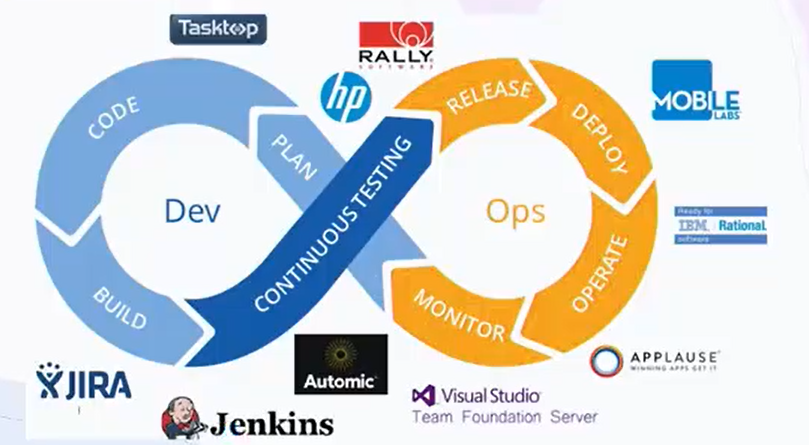 Tasktop
RALLY
SOFTWARE
hp
MOBILE
LABS
CODE
PLAN
RELEASE
DEPLOY
CONTINUOUS TESTING
Dev
Ops
Ready for
IBM Rational
software
BUILD
MONITOR
OPERATE
JIRA
Automic
APPLAUSE
WINNING APPS GET IT
Jenkins
Visual Studio
Team Foundation Server